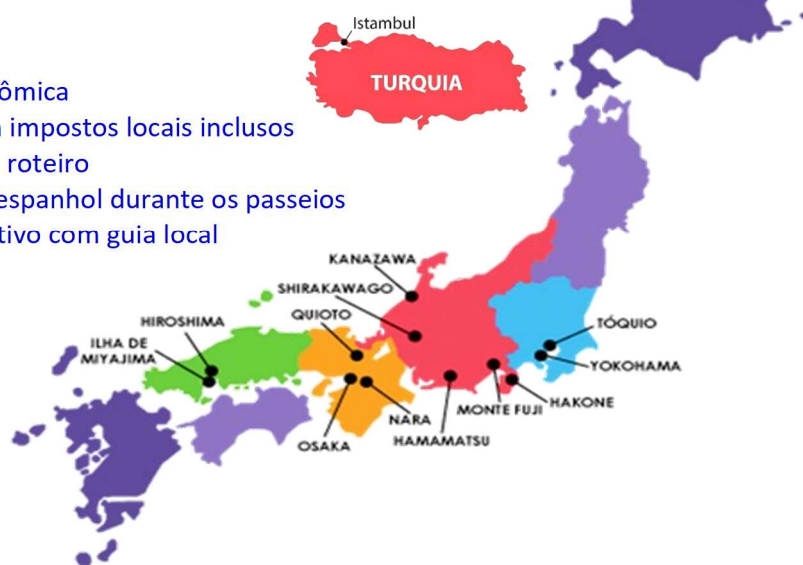 Istambul
TURQUIA
ômica
impostos locais inclusos
roteiro
espanhol durante os passeios
tivo com guia local
KANAZAWA
SHIRAKAWAGO
QUIOTO
HIROSHIMA
ILHA DE
MIYAJIMA
TÓQUIO
YOKOHAMA
HAKONE
MONTE FUJI
NARA
HAMAMATSU
OSAKA